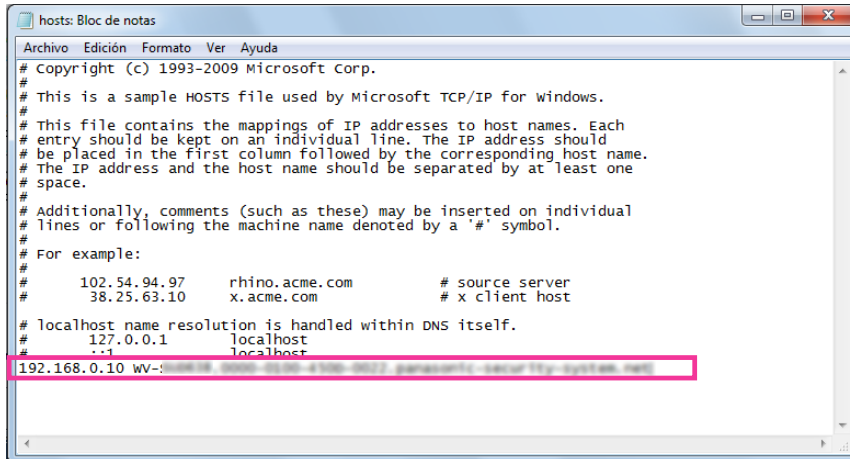 hosts: Bloc de notas
Archivo Edición Formato Ver Ayuda
# Copyright (c) 1993-2009 Microsoft Corp.
#
# This is a sample HOSTS file used by Microsoft TCP/IP for Windows.
#
# This file contains the mappings of IP addresses to host names. Each
# entry should be kept on an individual line. The IP address should
# be placed in the first column followed by the corresponding host name.
# The IP address and the host name should be separated by at least one
# space.
#
# Additionally, comments (such as these) may be inserted on individual
# lines or following the machine name denoted by a '#' symbol.
#
# For example:
#
# 102.54.94.97 rhino.acme.com # source server
# 38.25.63.10 x.acme.com # x client host
# localhost name resolution is handled within DNS itself.
# 127.0.0.1 localhost
# ::1 localhost
192.168.0.10